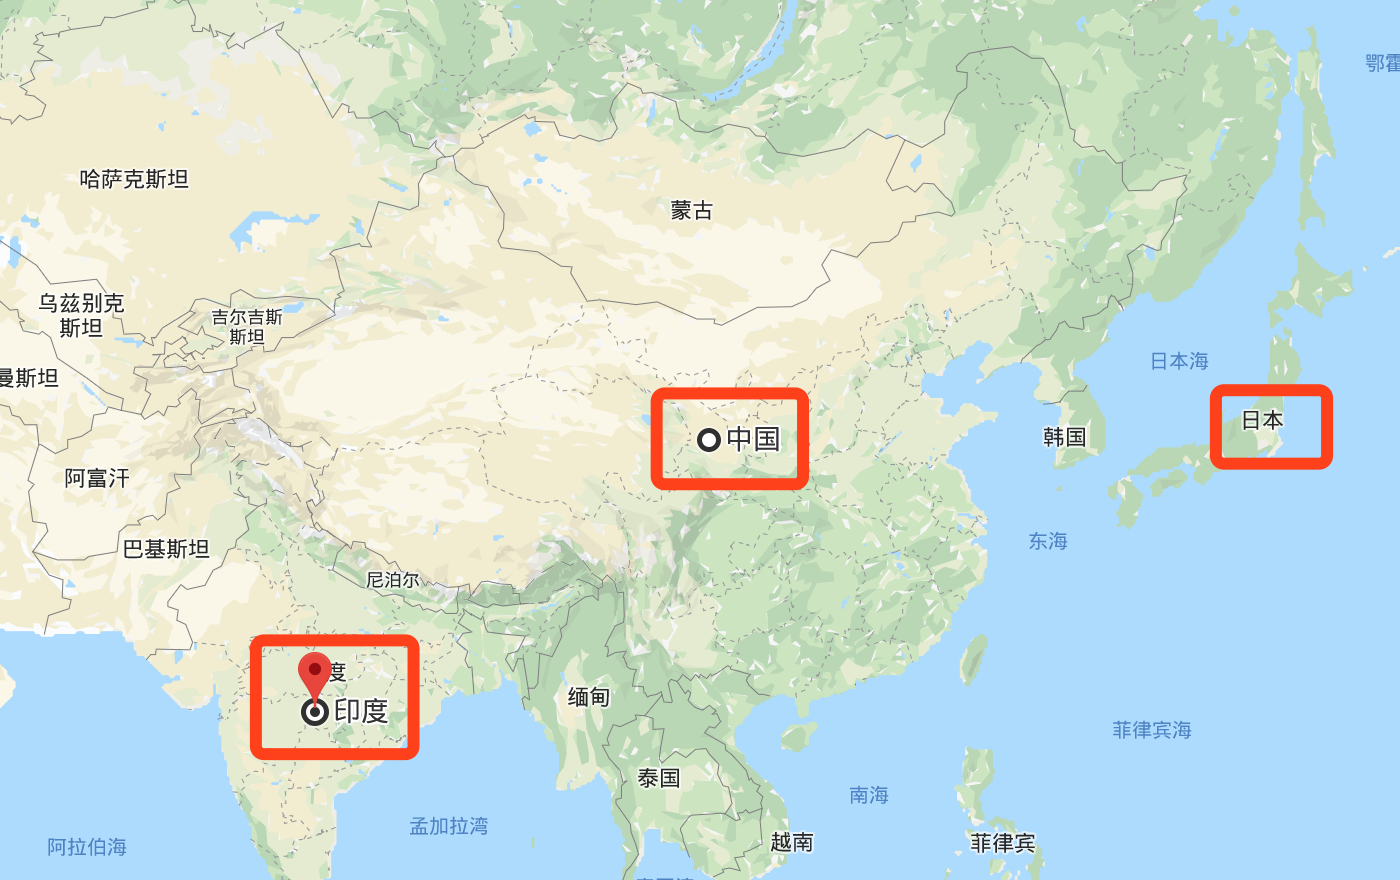 鄂霍
哈萨克斯坦
蒙古
乌兹别克
斯坦
吉尔吉斯
斯坦
日本海
曼斯坦
日本
中国
韩国
阿富汗
东海
巴基斯坦
尼泊尔
度
印度
缅甸
菲律宾海
泰国
南海
孟加拉湾
越南
菲律宾
阿拉伯海